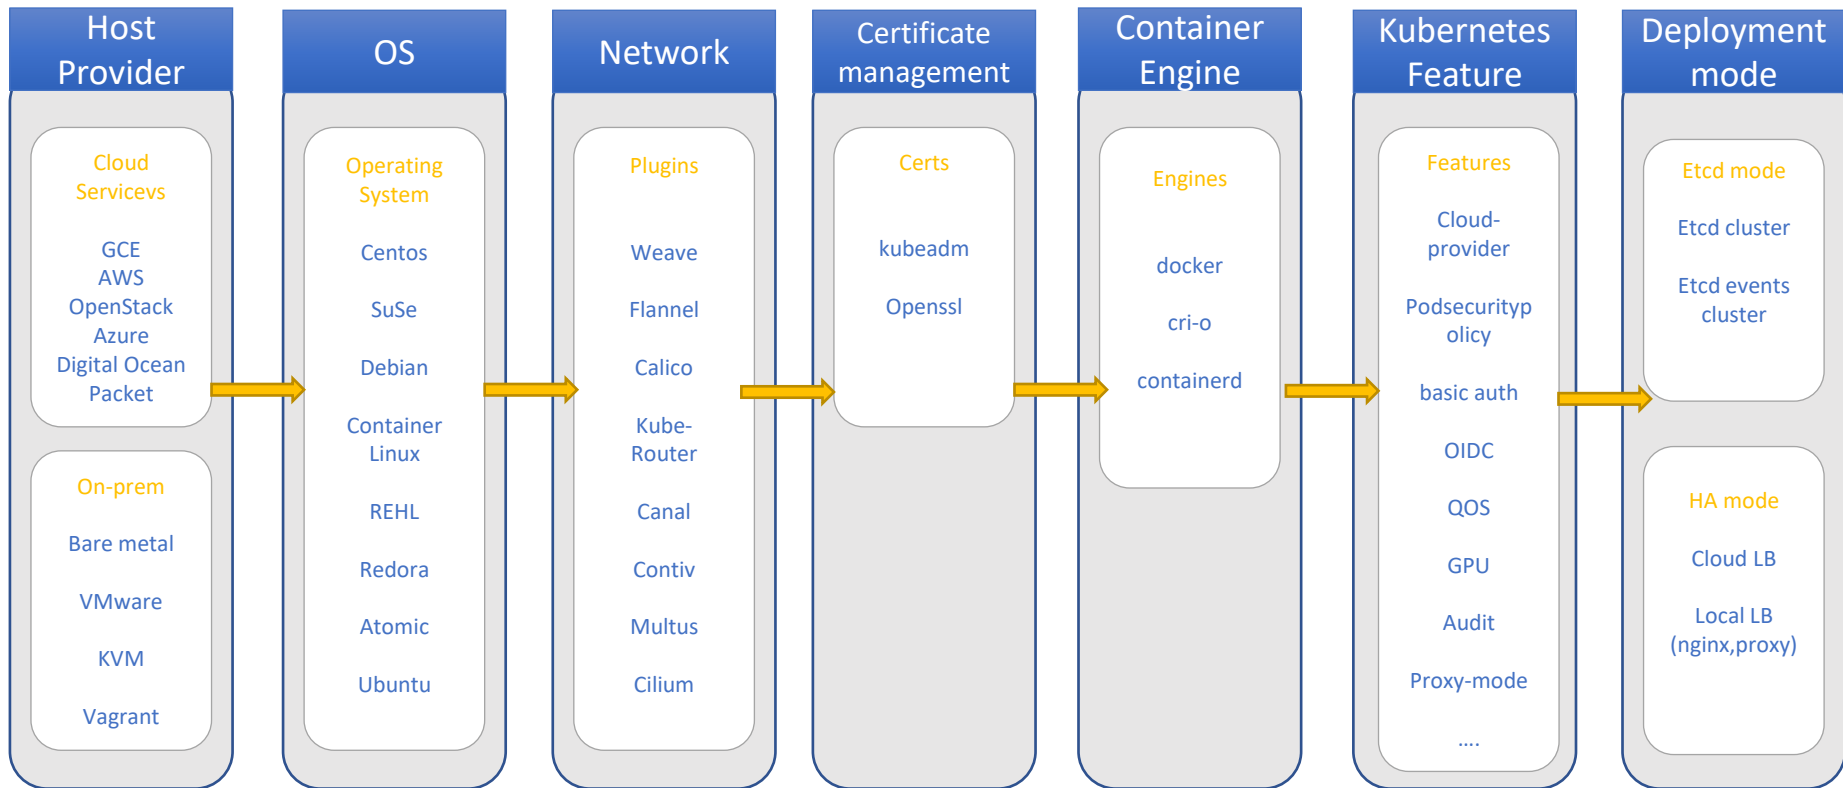 Host
Provider
Cloud
Servicevs
GCE
AWS
OpenStack
Azure
Digital Ocean
Packet
On-prem
Bare metal
VMware
KVM
Vagrant
OS
Operating
System
Centos
SuSe
Debian
Container
Linux
REHL
Redora
Atomic
Ubuntu
Network
Plugins
Weave
Flannel
Calico
Kube-
Router
Canal
Contiv
Multus
Cilium
Certificate
management
Certs
kubeadm
Openssl
Container
Engine
Engines
docker
cri-o
containerd
Kubernetes
Feature
Features
Cloud-
provider
Podsecurityp
olicy
basic auth
OIDC
QOS
GPU
Audit
Proxy-mode
....
Deployment
mode
Etcd mode
Etcd cluster
Etcd events
cluster
HA mode
Cloud LB
Local LB
(nginx,proxy)